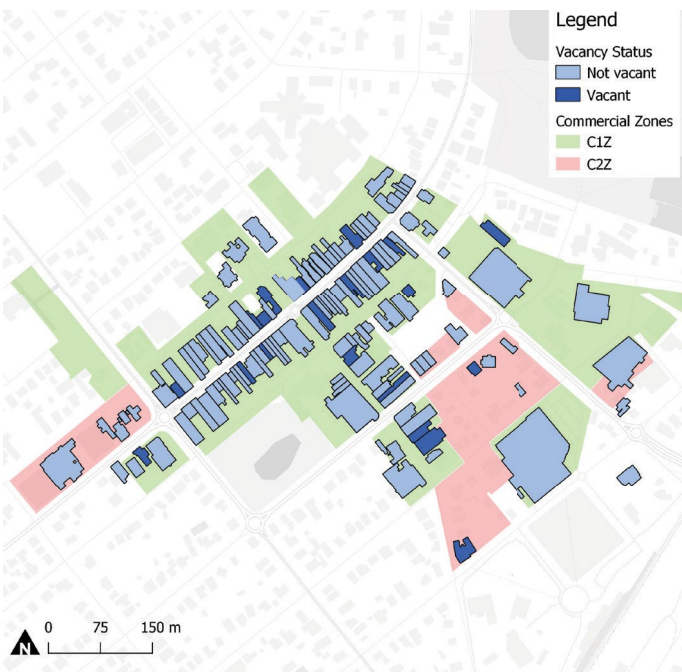 Legend
Vacancy Status
Not vacant
Vacant
Commercial Zones
C1Z
C2Z
0 75 150 m
N